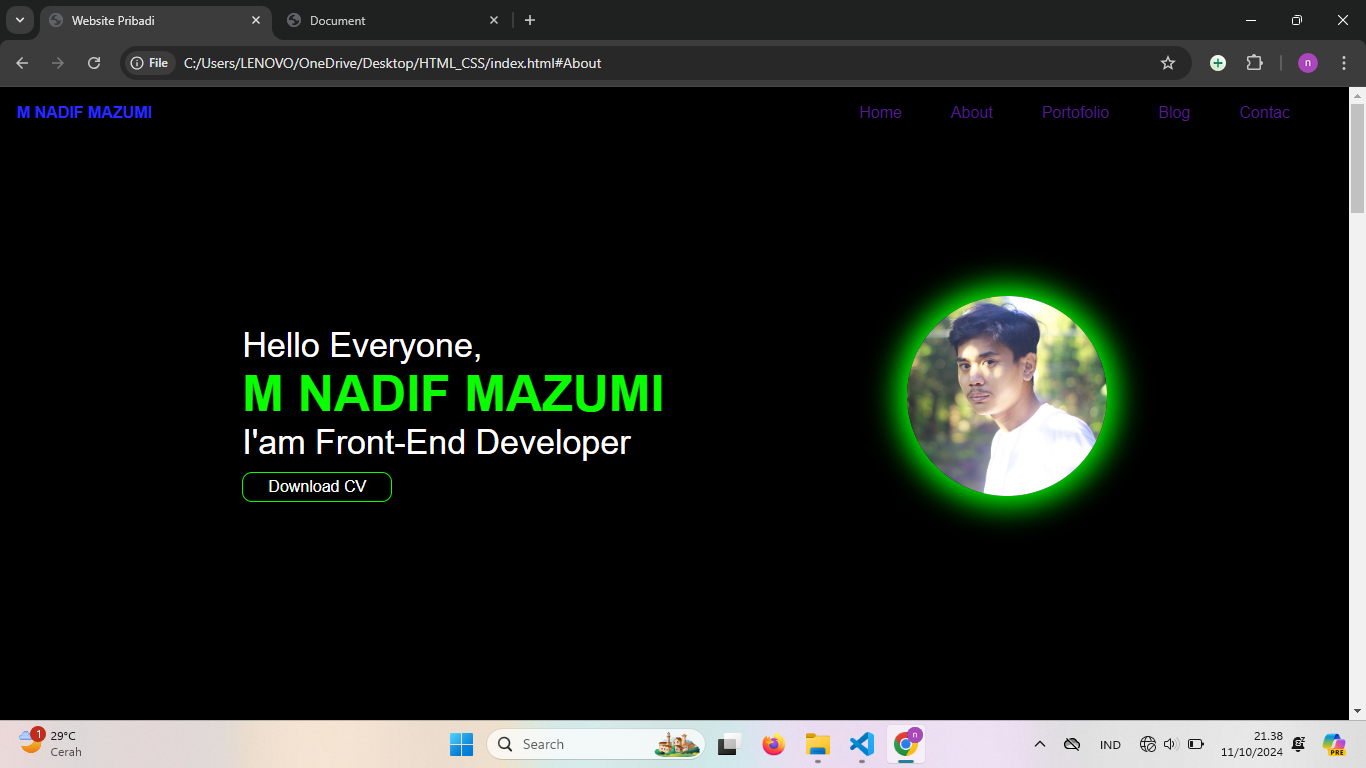 Website Pribadi
Document
File C:/Users/LENOVO/OneDrive/Desktop/HTML_CSS/index.html#About
n
M NADIF MAZUMI
Home About Portofolio Blog Contac
Hello Everyone,
M NADIF MAZUMI
I'am Front-End Developer
Download CV
1
29°C
Cerah
Search
n
IND
21.38
11/10/2024
PRE